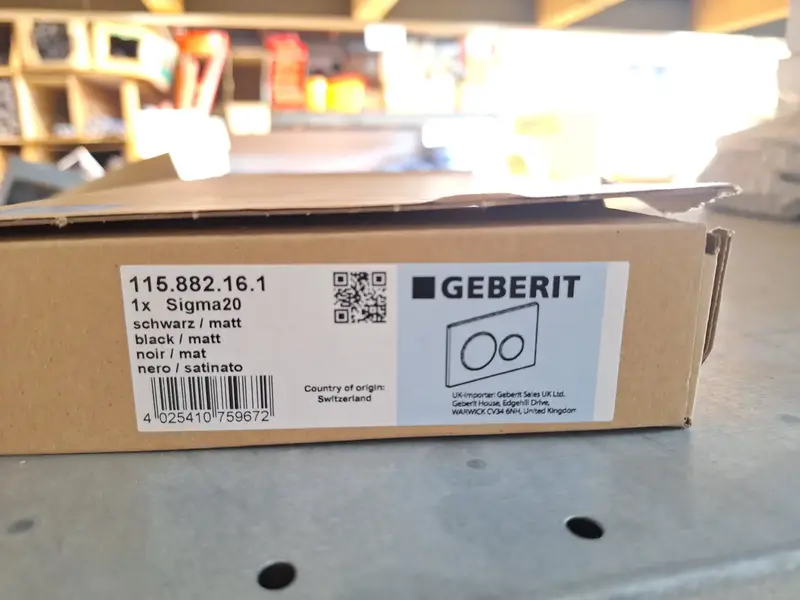 115.882.16.1
1x Sigma20
schwarz / matt
black / matt
noir / mat
nero / satinato
4 025410 759672
Country of origin:
Switzerland
GEBERIT
UK-Importer: Geberit Sales UK Ltd.
Geberit House, Edgehill Drive,
WARWICK CV34 6NH, United Kingdom